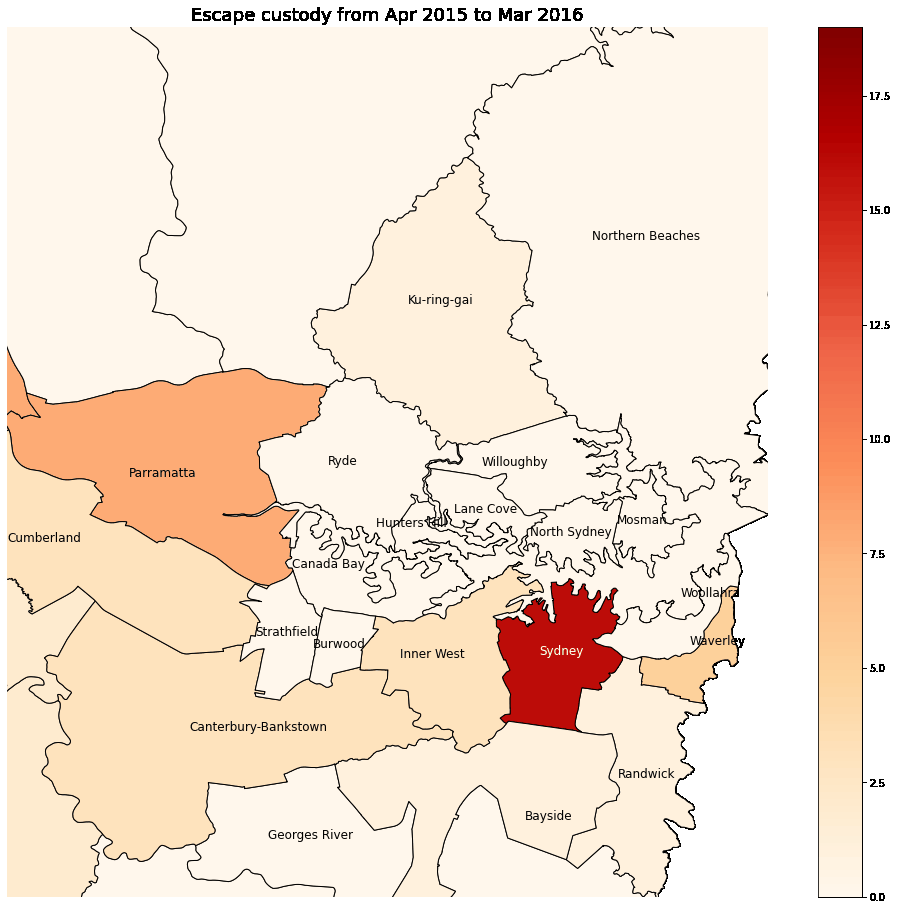 Escape custody from Apr 2015 to Mar 2016
17.5
15.0
12.5
10.0
7.5
5.0
2.5
0.0
Northern Beaches
Ku-ring-gai
Ryde
Willoughby
Parramatta
Lane Cove
Hunters Hill
Mosman
North Sydney
Cumberland
Canada Bay
Woollahra
Strathfield
Burwood
Waverley
Sydney
Inner West
Canterbury-Bankstown
Randwick
Bayside
Georges River